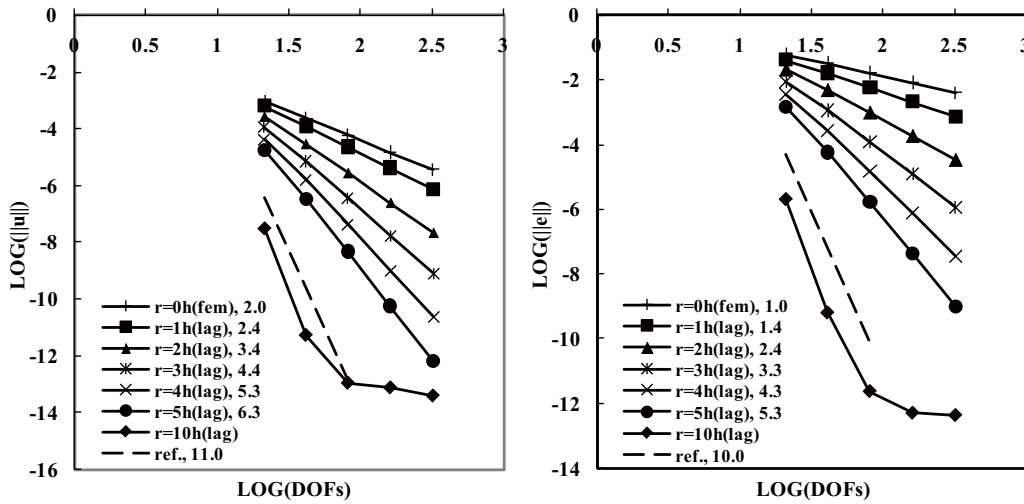 0
0 0.5 1 1.5 2 2.5 3
-2
-4
-6
-8
-10
-12
-14
-16
LOG(||u||)
LOG(DOFs)
r=0h(fem), 2.0
r=1h(lag), 2.4
r=2h(lag), 3.4
r=3h(lag), 4.4
r=4h(lag), 5.3
r=5h(lag), 6.3
r=10h(lag)
ref., 11.0
0
0 0.5 1 1.5 2 2.5 3
-2
-4
-6
-8
-10
-12
-14
LOG(||e||)
LOG(DOFs)
r=0h(fem), 1.0
r=1h(lag), 1.4
r=2h(lag), 2.4
r=3h(lag), 3.3
r=4h(lag), 4.3
r=5h(lag), 5.3
r=10h(lag)
ref., 10.0